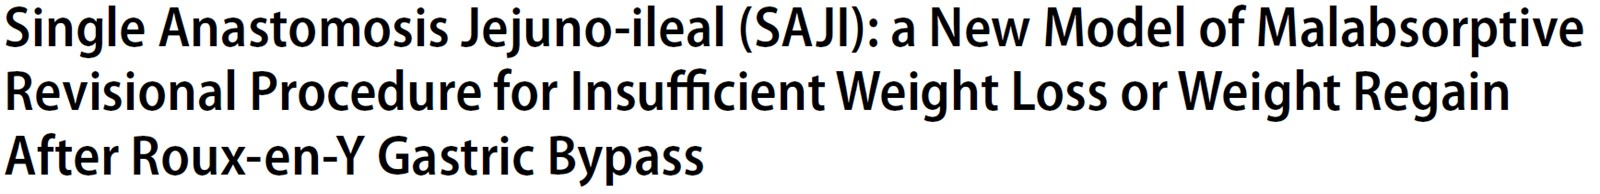 Single Anastomosis Jejuno-ileal (SAJI): a New Model of Malabsorptive
Revisional Procedure for Insufficient Weight Loss or Weight Regain
After Roux-en-Y Gastric Bypass